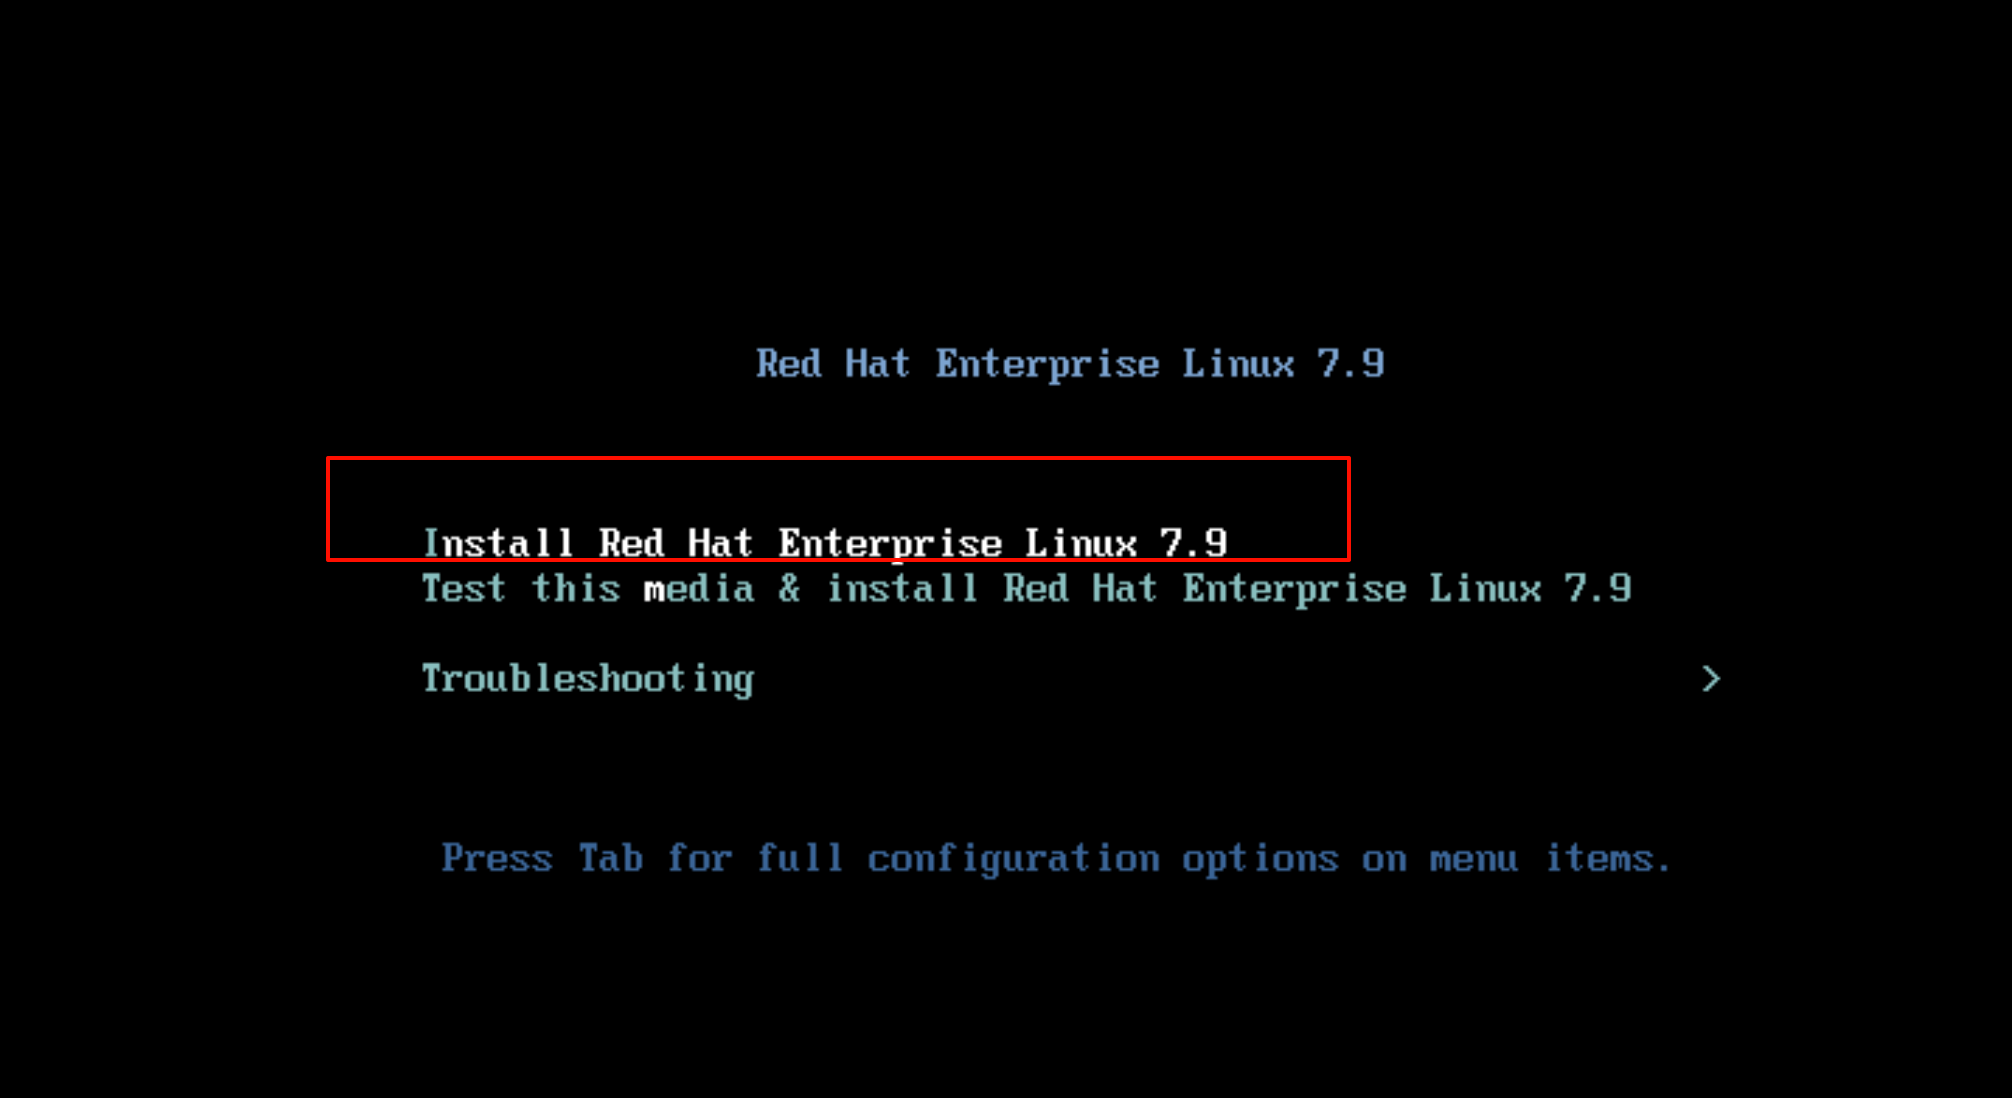 Red Hat Enterprise Linux 7.9
Install Red Hat Enterprise Linux 7.9
Test this media & install Red Hat Enterprise Linux 7.9
Troubleshooting >
Press Tab for full configuration options on menu items.